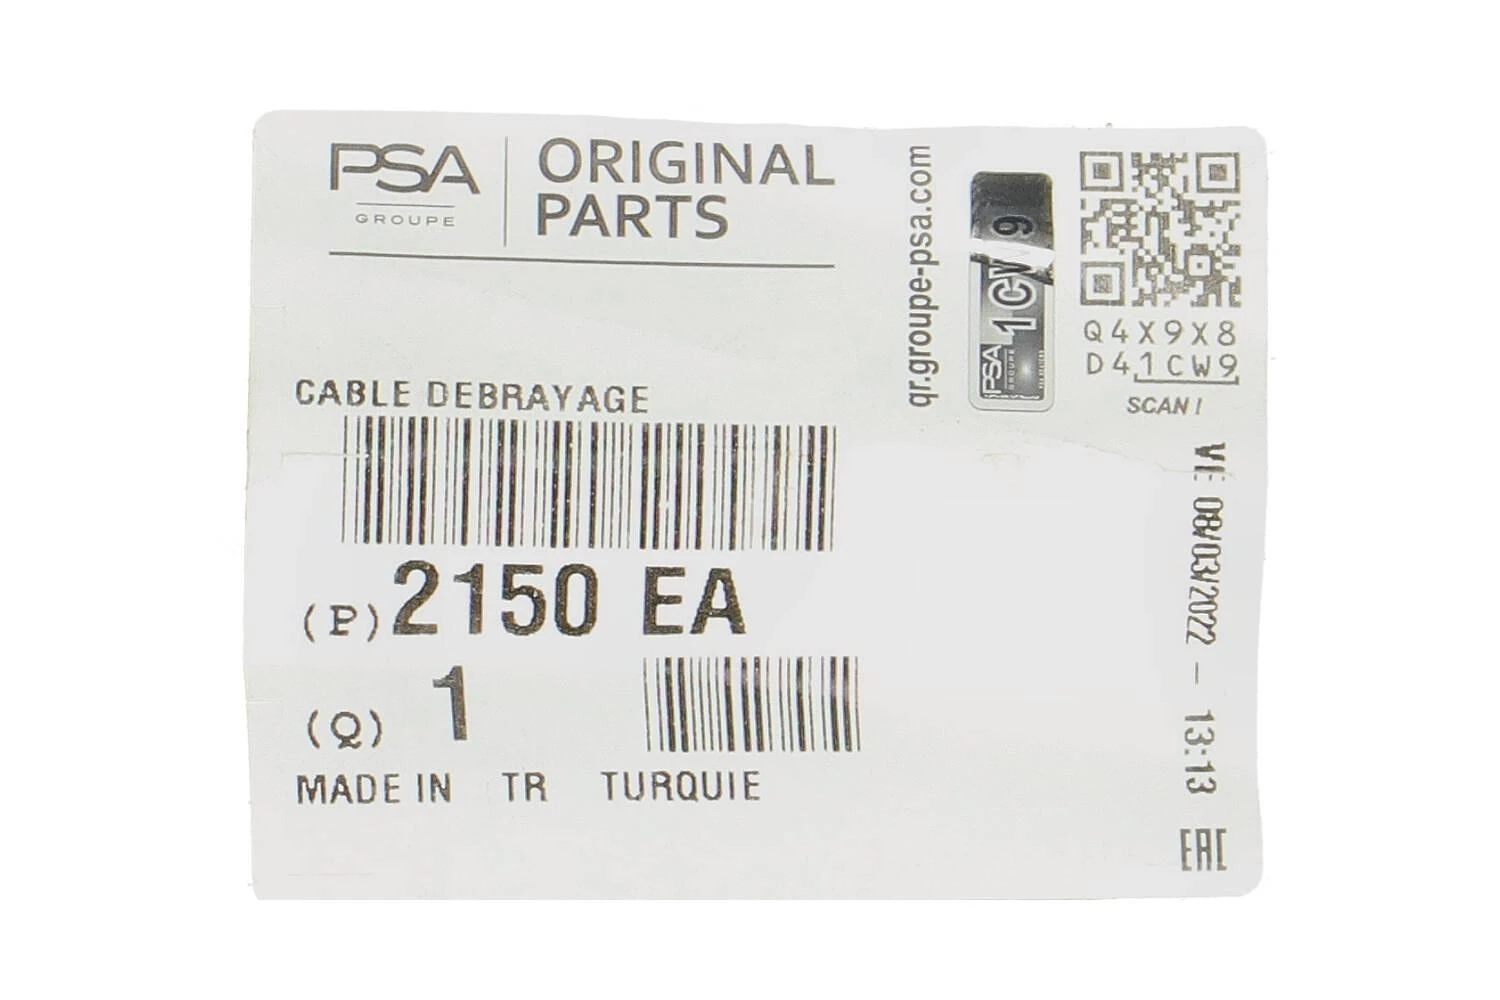 PSA
GROUPE
ORIGINAL
PARTS
qr.groupe-psa.com
PSA
GROUPE
1CW9
Q4X9X8
D41CW9
SCAN!
CABLE DEBRAYAGE
(P) 2150 EA
(Q) 1
MADE IN TR TURQUIE
08/03/2022 - 13:13
EAC